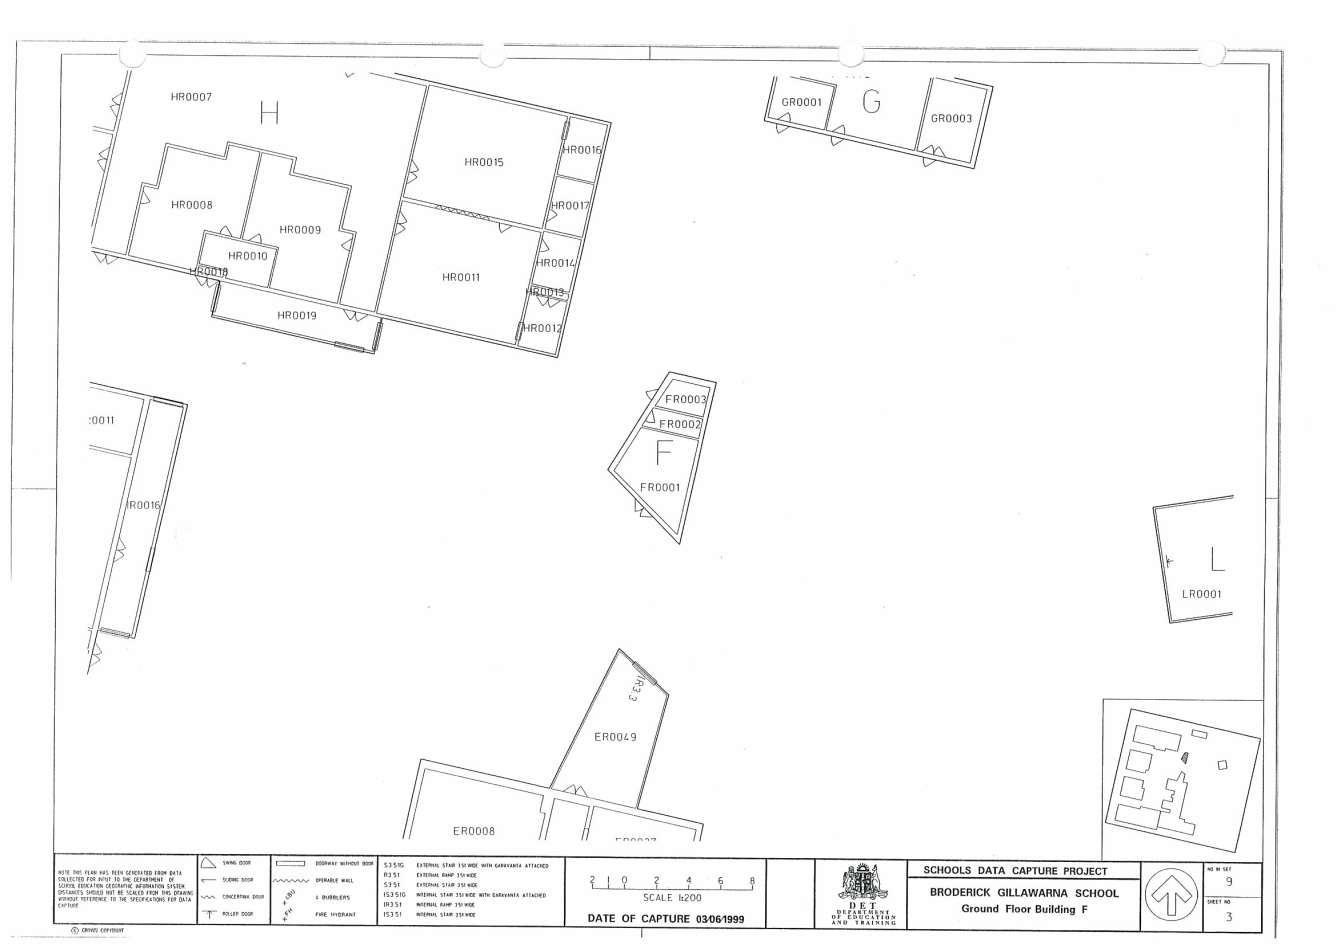 HR0007
H
HR0015
HR0016
HR0017
HR0008
HR0009
HR0010
HR0018
HR0011
HR0014
HR0013
HR0012
HR0019
GR0001
G
GR0003
FR0003
FR0002
F
FR0001
0011
IR0016
L
LR0001
IR3.3
ER0049
ER0008
NOTE THIS PLAN HAS BEEN GENERATED FROM DATA
COLLECTED FOR INPUT TO THE DEPARTMENT OF
SCHOOL EDUCATION GEOGRAPHIC INFORMATION SYSTEM.
DISTANCES SHOULD NOT BE SCALED FROM THIS DRAWING
WITHOUT REFERENCE TO THE SPECIFICATIONS FOR DATA
CAPTURE
SWING DOOR
SLIDING DOOR
CONCERTINA DOOR
ROLLER DOOR
DOORWAY WITHOUT DOOR
OPERABLE WALL
x LBU
& BUBBLERS
x FH
FIRE HYDRANT
S3.51G EXTERNAL STAIR 3.51 WIDE WITH GARAVANTA ATTACHED
R3.51 EXTERNAL RAMP 3.51 WIDE
S3.51 EXTERNAL STAIR 3.51 WIDE
IS3.51G INTERNAL STAIR 3.51 WIDE WITH GARAVANTA ATTACHED
IR3.51 INTERNAL RAMP 3.51 WIDE
IS3.51 INTERNAL STAIR 3.51 WIDE
2 1 0 2 4 6 8
SCALE 1:200
DATE OF CAPTURE 03/06/1999
DET
DEPARTMENT
OF EDUCATION
AND TRAINING
SCHOOLS DATA CAPTURE PROJECT
BRODERICK GILLAWARNA SCHOOL
Ground Floor Building F
NO IN SET
9
SHEET NO
3
© CROWN COPYRIGHT